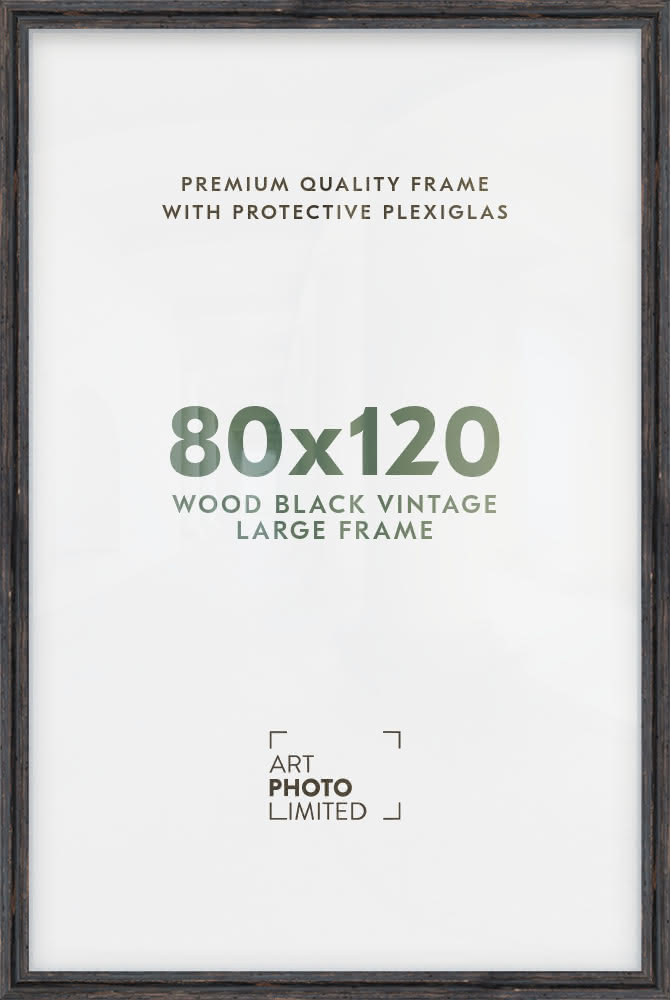 PREMIUM QUALITY FRAME
WITH PROTECTIVE PLEXIGLAS
80x120
WOOD BLACK VINTAGE
LARGE FRAME
ART
PHOTO
LIMITED